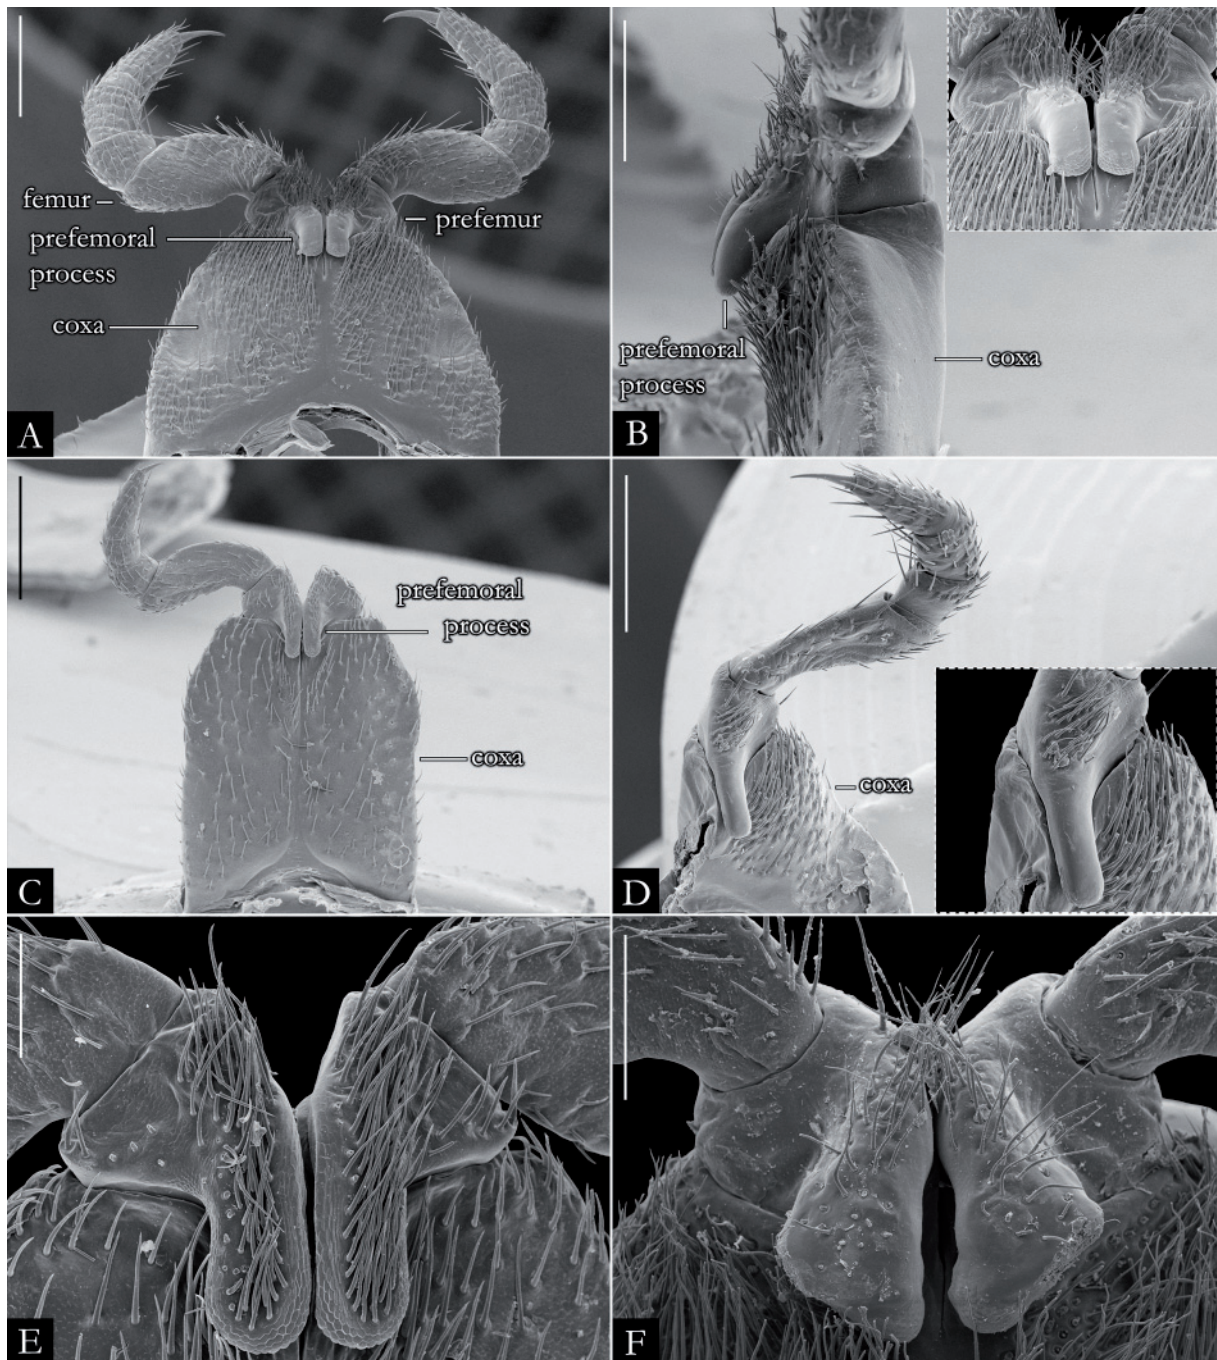 femur
prefemur
prefemoral
process
coxa
A
prefemoral
process
coxa
B
prefemoral
process
coxa
C
coxa
D
E
F